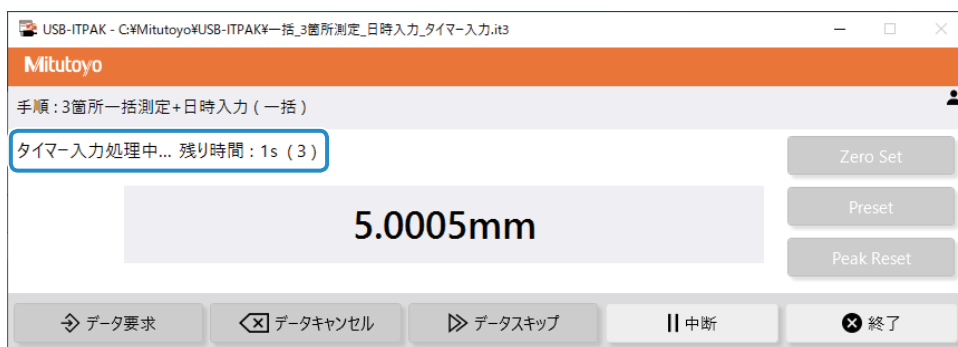 USB-ITPAK - C:¥Mitutoyo¥USB-ITPAK¥一括_3箇所測定_日時入力_タイマー入力.it3
Mitutoyo
手順 : 3箇所一括測定+日時入力 ( 一括 )
タイマー入力処理中... 残り時間 : 1s ( 3 )
Zero Set
5.0005mm
Preset
Peak Reset
データ要求
データキャンセル
データスキップ
中断
終了